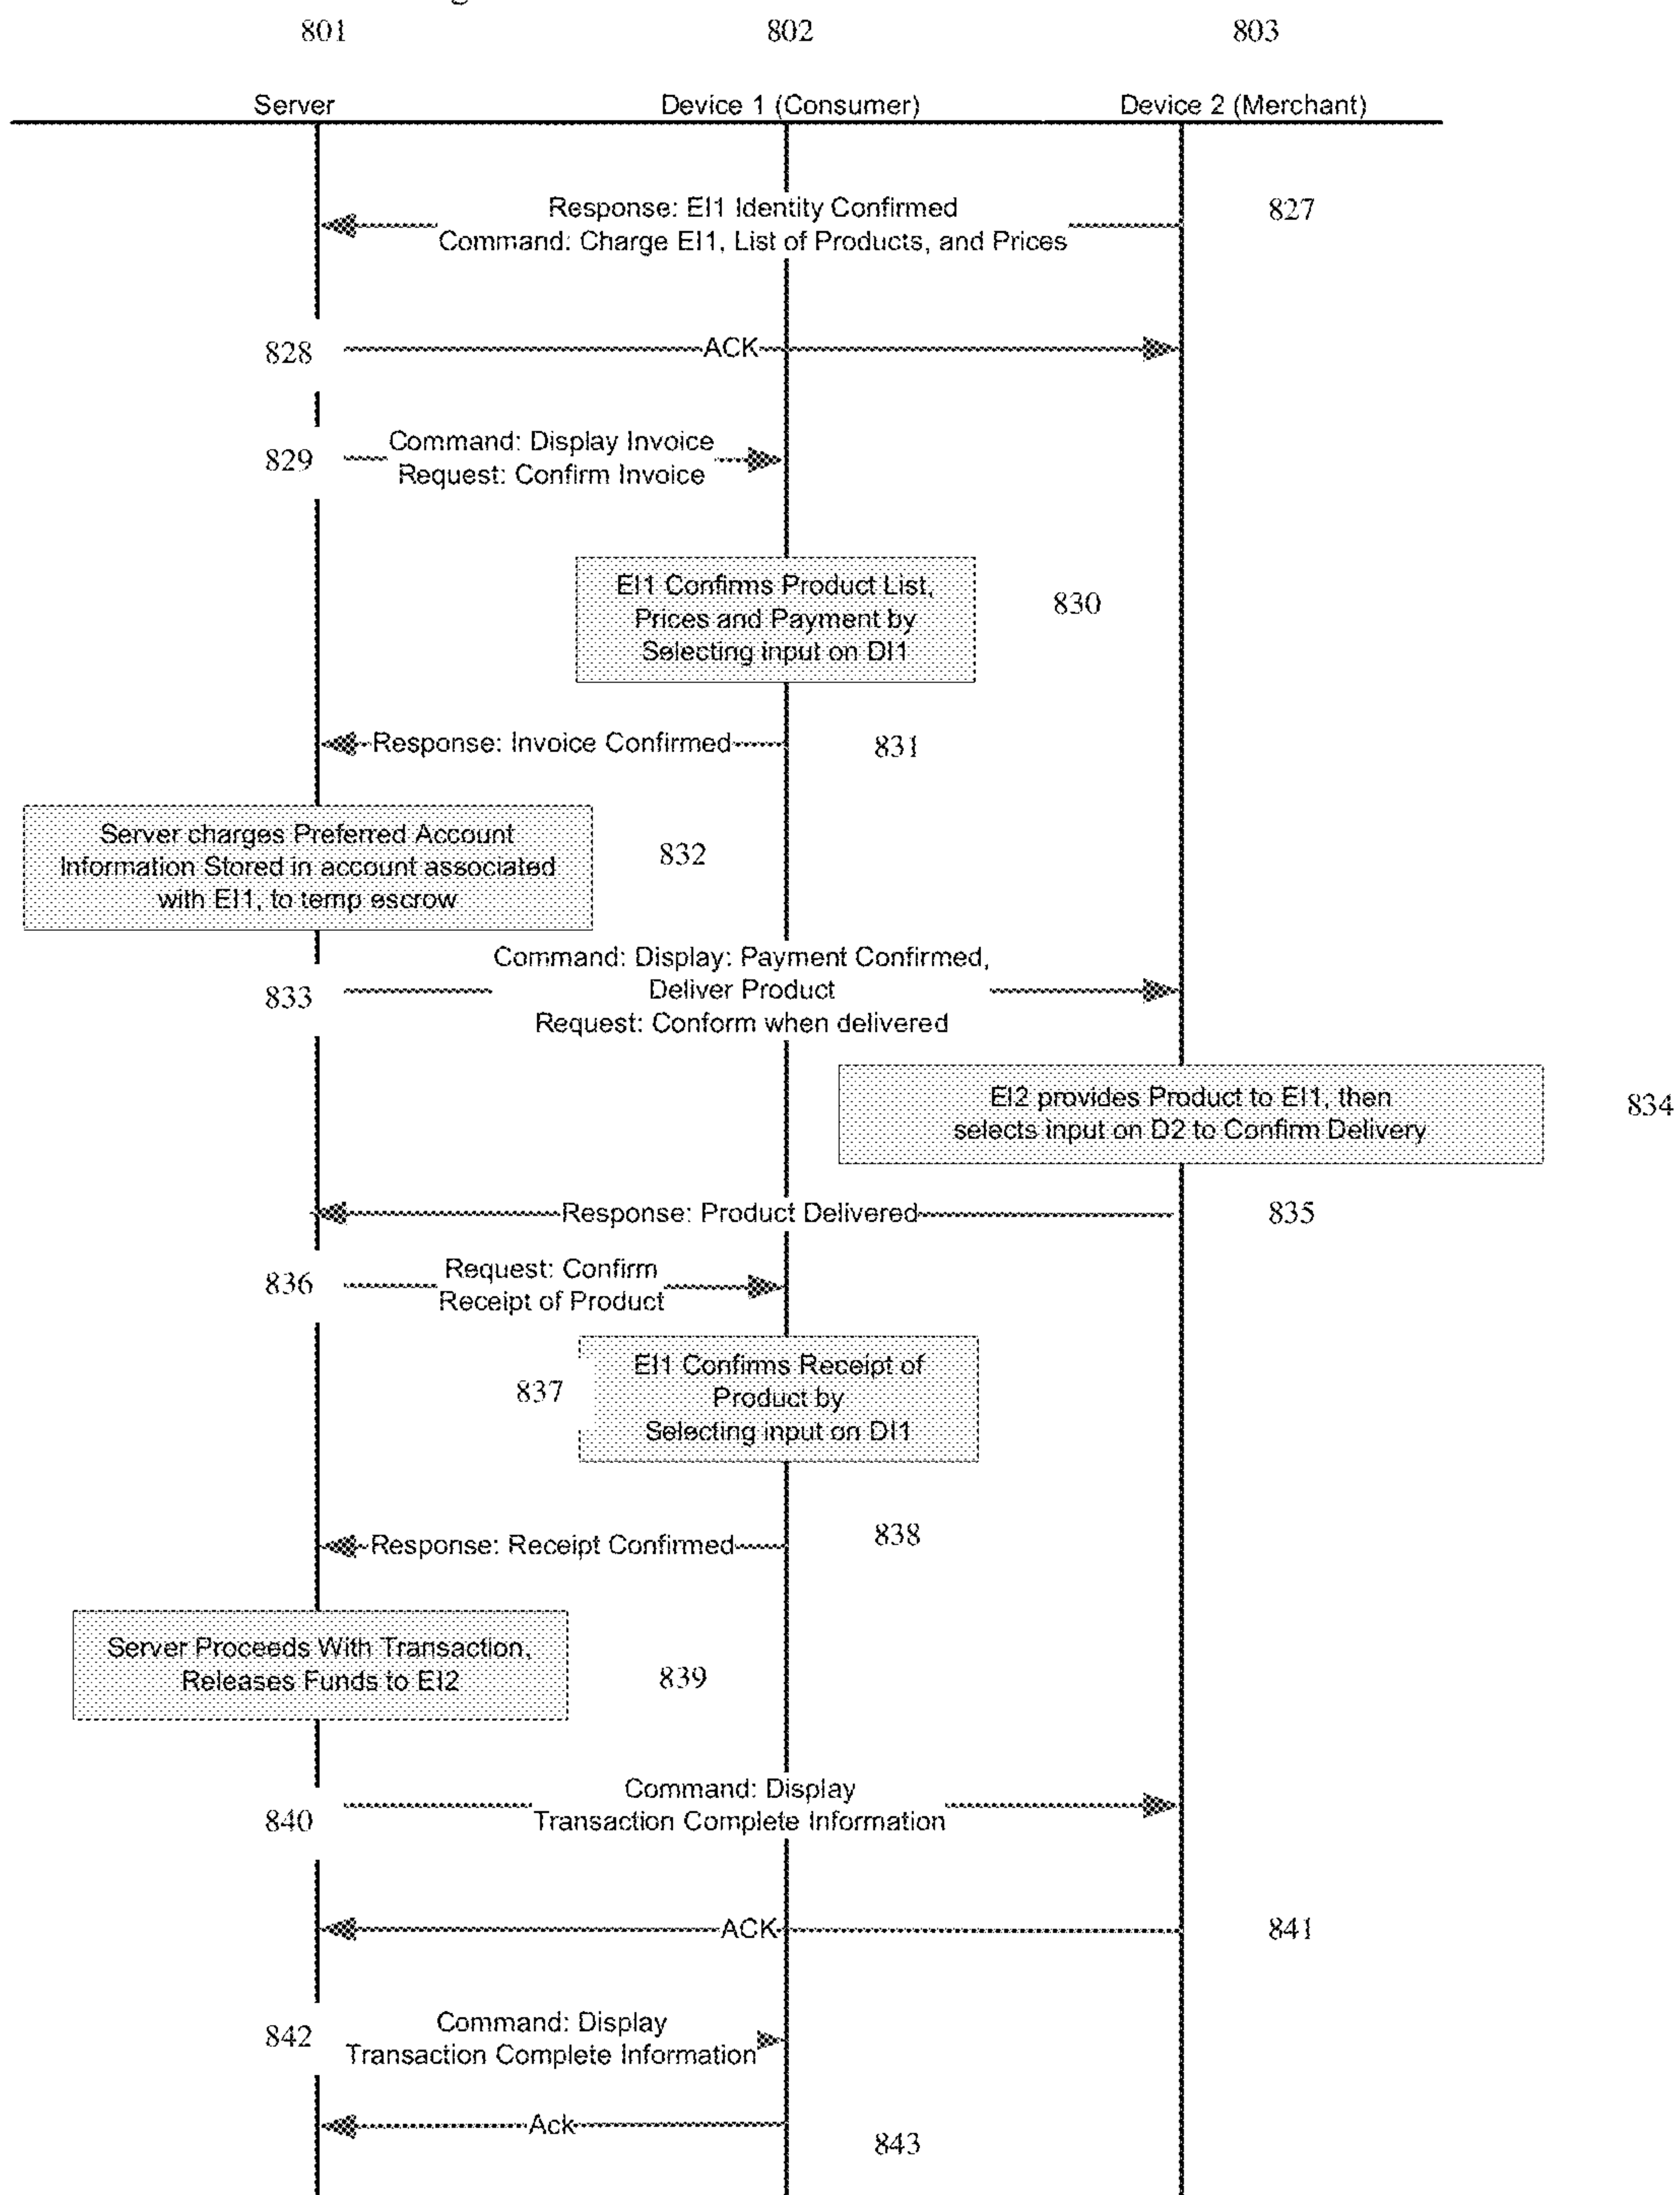 801 802 803
Server Device 1 (Consumer) Device 2 (Merchant)
Response: EI1 Identity Confirmed
Command: Charge EI1, List of Products, and Prices
827
828
ACK
829
Command: Display Invoice
Request: Confirm Invoice
EI1 Confirms Product List,
Prices and Payment by
Selecting input on DI1
830
Response: Invoice Confirmed
831
Server charges Preferred Account
Information Stored in account associated
with EI1, to temp escrow
832
833
Command: Display: Payment Confirmed,
Deliver Product
Request: Conform when delivered
EI2 provides Product to EI1, then
selects input on D2 to Confirm Delivery
834
Response: Product Delivered
835
836
Request: Confirm
Receipt of Product
837
EI1 Confirms Receipt of
Product by
Selecting input on DI1
Response: Receipt Confirmed
838
Server Proceeds With Transaction,
Releases Funds to EI2
839
840
Command: Display
Transaction Complete Information
ACK
841
842
Command: Display
Transaction Complete Information
Ack
843